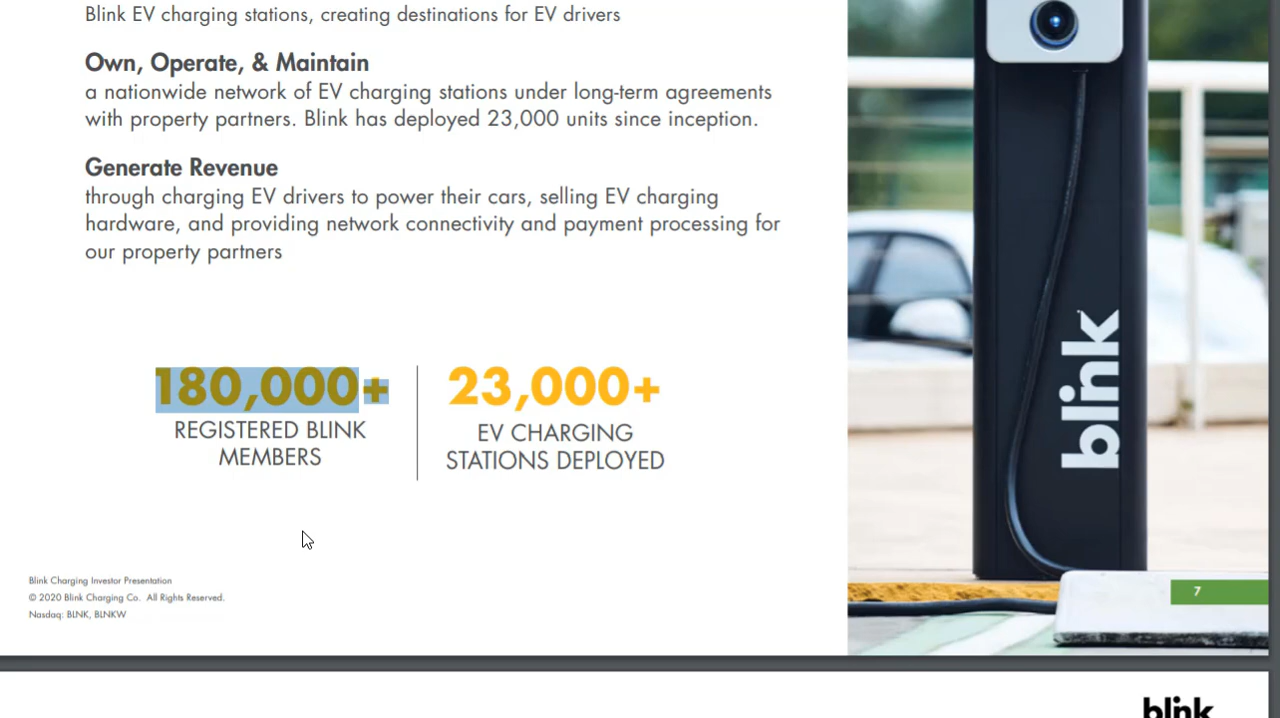 Blink EV charging stations, creating destinations for EV drivers
Own, Operate, & Maintain
a nationwide network of EV charging stations under long-term agreements
with property partners. Blink has deployed 23,000 units since inception.
Generate Revenue
through charging EV drivers to power their cars, selling EV charging
hardware, and providing network connectivity and payment processing for
our property partners
180,000+
REGISTERED BLINK
MEMBERS
23,000+
EV CHARGING
STATIONS DEPLOYED
blink
Blink Charging Investor Presentation
© 2020 Blink Charging Co. All Rights Reserved.
Nasdaq: BLNK, BLNKW
7
blink